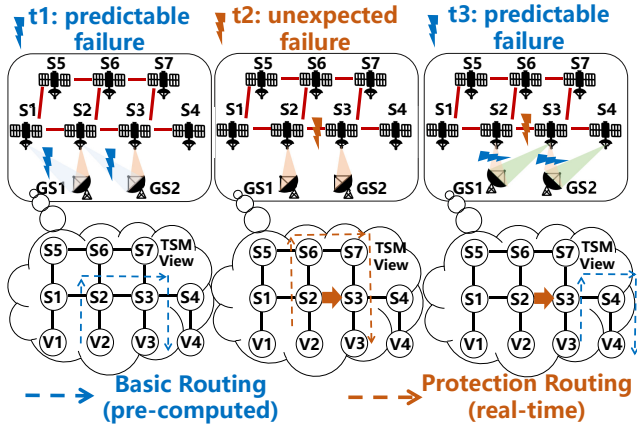 t1: predictable failure
t2: unexpected failure
t3: predictable failure
S5 S6 S7
S1 S2 S3 S4
GS1 GS2
S5 S6 S7
S1 S2 S3 S4
GS1 GS2
S5 S6 S7
S1 S2 S3 S4
GS1 GS2
S5 S6 S7 TSM View
S1 S2 S3 S4
V1 V2 V3 V4
S5 S6 S7 TSM View
S1 S2 S3 S4
V1 V2 V3 V4
S5 S6 S7 TSM View
S1 S2 S3 S4
V1 V2 V3 V4
Basic Routing
(pre-computed)
Protection Routing
(real-time)